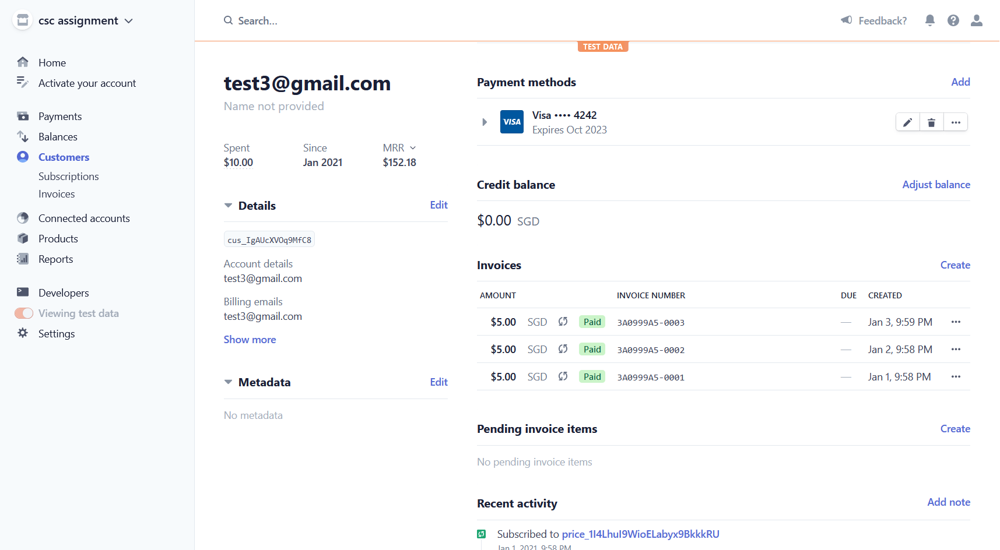 csc assignment
Search...
Feedback?
TEST DATA
Home
Activate your account
Payments
Balances
Customers
Subscriptions
Invoices
Connected accounts
Products
Reports
Developers
Viewing test data
Settings
test3@gmail.com
Name not provided
Spent Since MRR
$10.00 Jan 2021 $152.18
Details Edit
cus_IgAUcXVOq9MfC8
Account details
test3@gmail.com
Billing emails
test3@gmail.com
Show more
Metadata Edit
No metadata
Payment methods Add
VISA
Visa •••• 4242
Expires Oct 2023
Credit balance Adjust balance
$0.00 SGD
Invoices Create
AMOUNT INVOICE NUMBER DUE CREATED
$5.00 SGD Paid 3A0999A5-0003 — Jan 3, 9:59 PM
$5.00 SGD Paid 3A0999A5-0002 — Jan 2, 9:58 PM
$5.00 SGD Paid 3A0999A5-0001 — Jan 1, 9:58 PM
Pending invoice items Create
No pending invoice items
Recent activity Add note
Subscribed to price_1I4LhuI9WioELabyx9BkkkRU
Jan 1, 2021, 9:58 PM